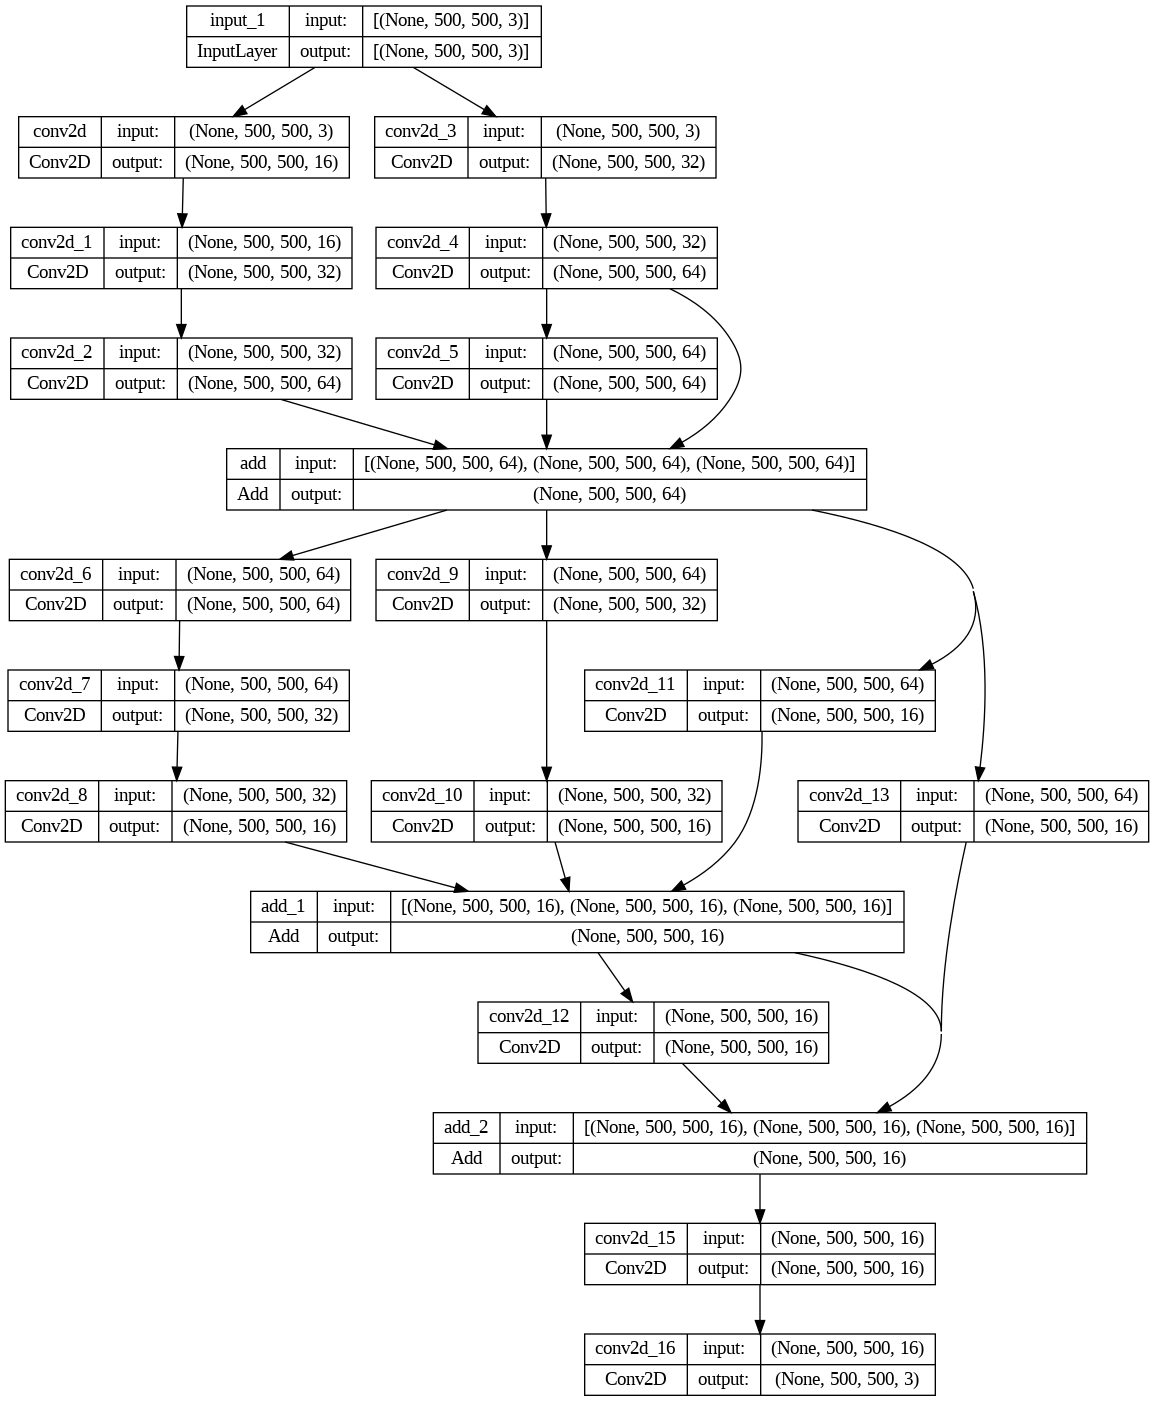 input_1 input: [(None, 500, 500, 3)]
InputLayer output: [(None, 500, 500, 3)]
conv2d input: (None, 500, 500, 3)
Conv2D output: (None, 500, 500, 16)
conv2d_3 input: (None, 500, 500, 3)
Conv2D output: (None, 500, 500, 32)
conv2d_1 input: (None, 500, 500, 16)
Conv2D output: (None, 500, 500, 32)
conv2d_4 input: (None, 500, 500, 32)
Conv2D output: (None, 500, 500, 64)
conv2d_2 input: (None, 500, 500, 32)
Conv2D output: (None, 500, 500, 64)
conv2d_5 input: (None, 500, 500, 64)
Conv2D output: (None, 500, 500, 64)
add input: [(None, 500, 500, 64), (None, 500, 500, 64), (None, 500, 500, 64)]
Add output: (None, 500, 500, 64)
conv2d_6 input: (None, 500, 500, 64)
Conv2D output: (None, 500, 500, 64)
conv2d_9 input: (None, 500, 500, 64)
Conv2D output: (None, 500, 500, 32)
conv2d_7 input: (None, 500, 500, 64)
Conv2D output: (None, 500, 500, 32)
conv2d_11 input: (None, 500, 500, 64)
Conv2D output: (None, 500, 500, 16)
conv2d_8 input: (None, 500, 500, 32)
Conv2D output: (None, 500, 500, 16)
conv2d_10 input: (None, 500, 500, 32)
Conv2D output: (None, 500, 500, 16)
conv2d_13 input: (None, 500, 500, 64)
Conv2D output: (None, 500, 500, 16)
add_1 input: [(None, 500, 500, 16), (None, 500, 500, 16), (None, 500, 500, 16)]
Add output: (None, 500, 500, 16)
conv2d_12 input: (None, 500, 500, 16)
Conv2D output: (None, 500, 500, 16)
add_2 input: [(None, 500, 500, 16), (None, 500, 500, 16), (None, 500, 500, 16)]
Add output: (None, 500, 500, 16)
conv2d_15 input: (None, 500, 500, 16)
Conv2D output: (None, 500, 500, 16)
conv2d_16 input: (None, 500, 500, 16)
Conv2D output: (None, 500, 500, 3)